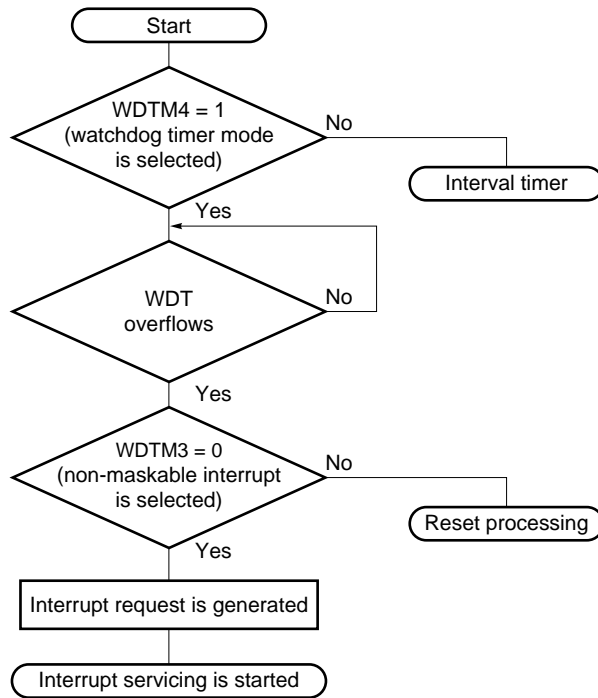 Start
WDTM4 = 1
(watchdog timer mode
is selected)
No
Interval timer
Yes
WDT
overflows
No
Yes
WDTM3 = 0
(non-maskable interrupt
is selected)
No
Reset processing
Yes
Interrupt request is generated
Interrupt servicing is started